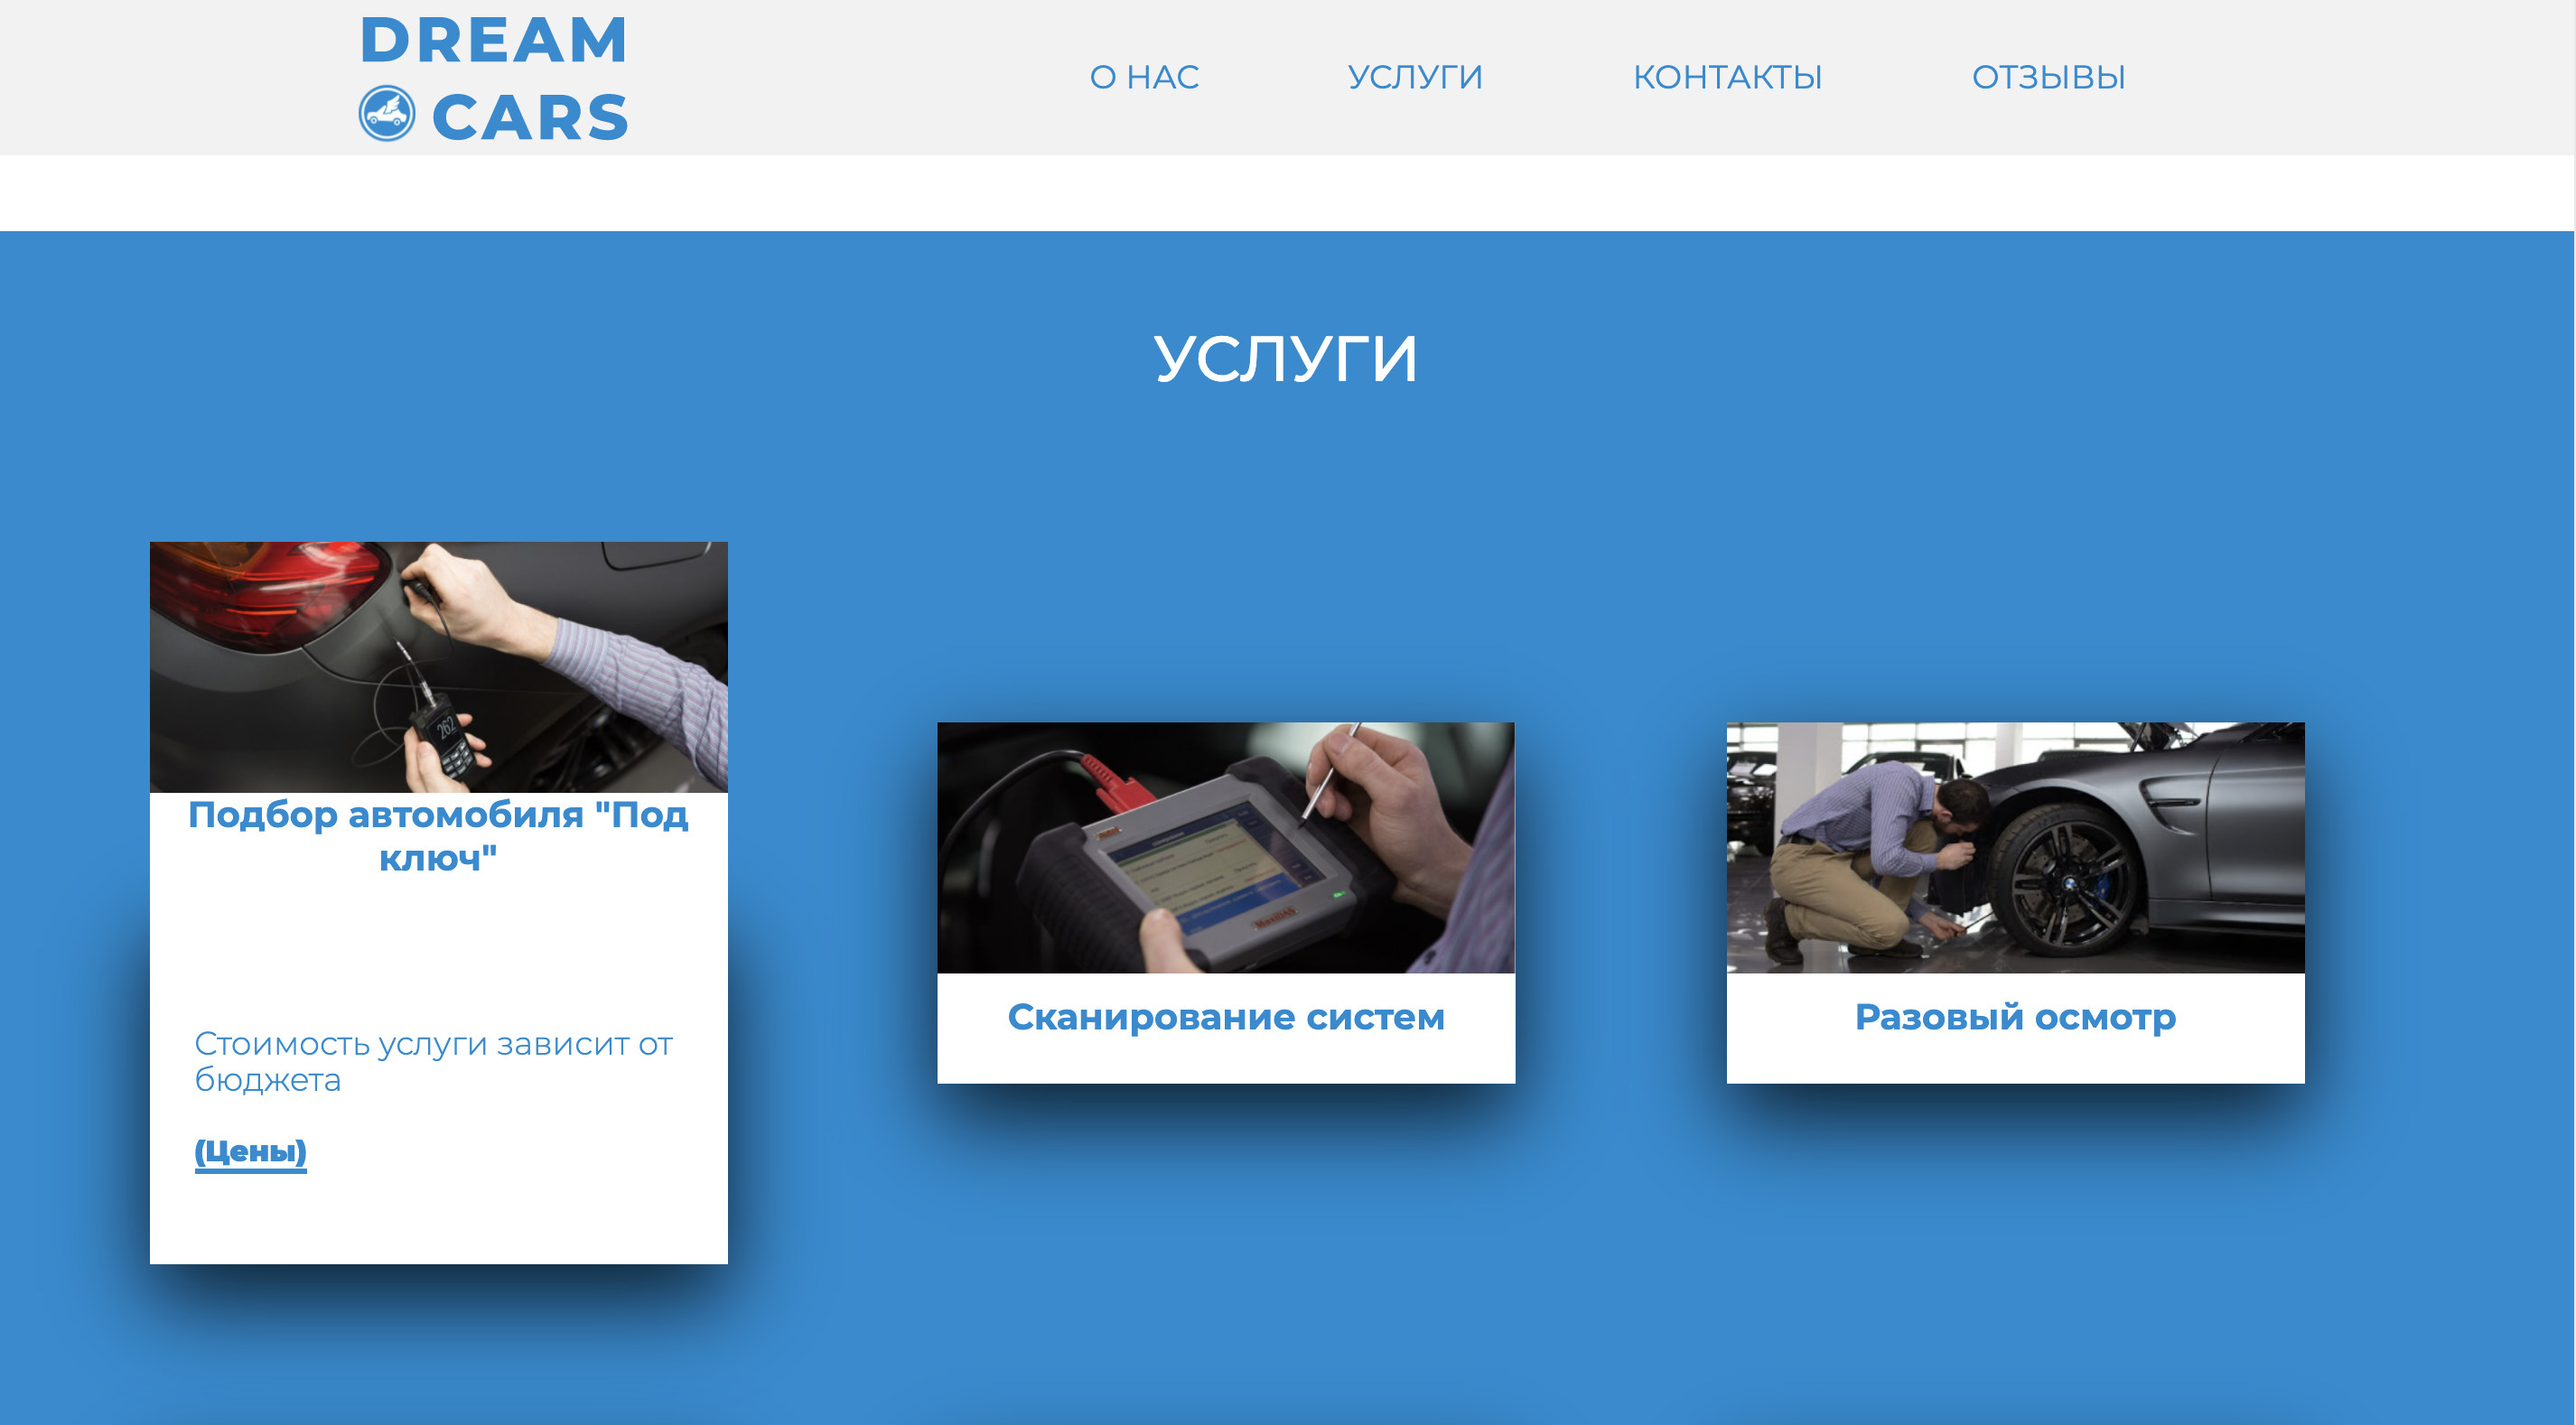 DREAM
CARS
О НАС
УСЛУГИ
КОНТАКТЫ
ОТЗЫВЫ
УСЛУГИ
262
Подбор автомобиля "Под
ключ"
Стоимость услуги зависит от
бюджета
(Цены)
Сканирование систем
Разовый осмотр